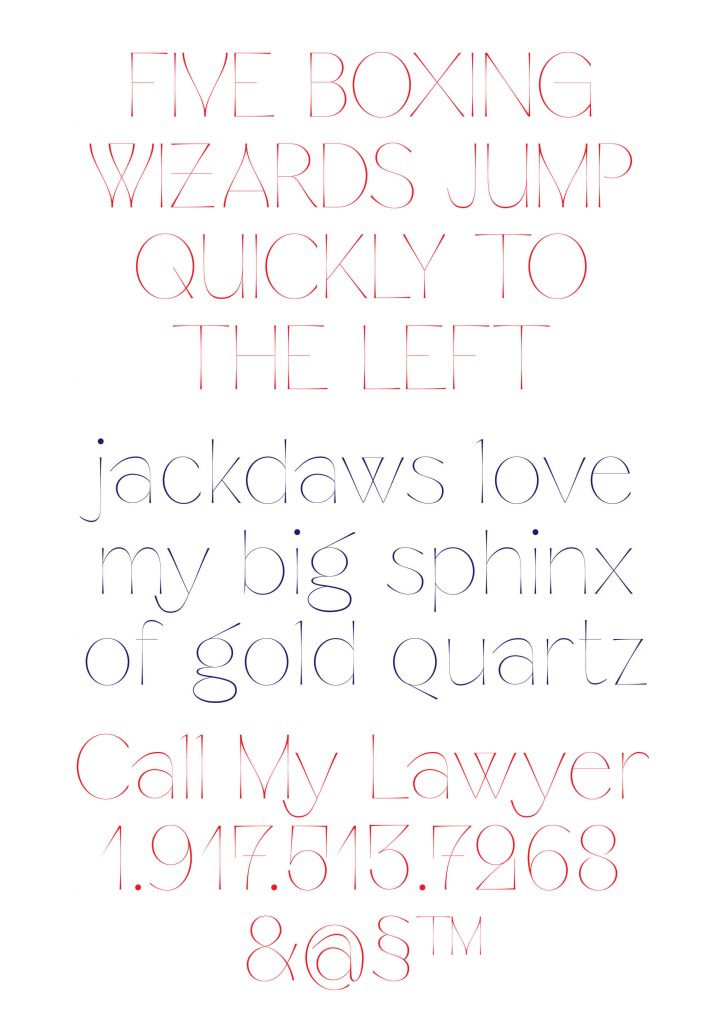 FIVE BOXING
WIZARDS JUMP
QUICKLY TO
THE LEFT
jackdaws love
my big sphinx
of gold quartz
Call My Lawyer
1.917.513.7268
&@§™